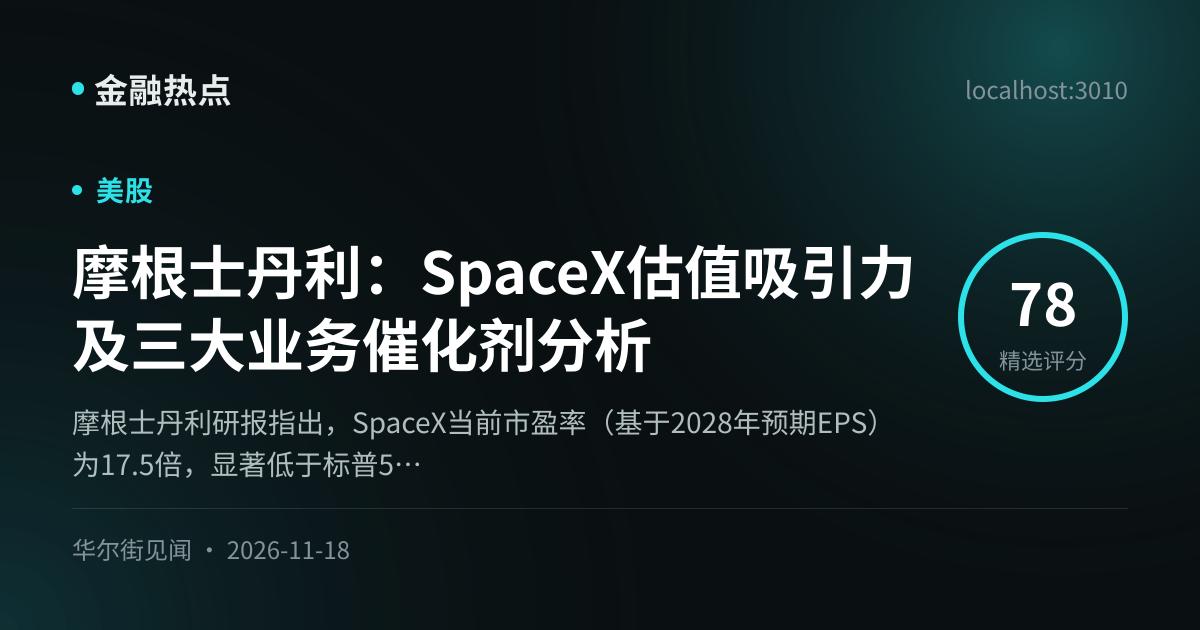 金融热点
localhost:3010
美股
摩根士丹利：SpaceX估值吸引力
及三大业务催化剂分析
78
精选评分
摩根士丹利研报指出，SpaceX当前市盈率（基于2028年预期EPS）
为17.5倍，显著低于标普5…
华尔街见闻 · 2026-11-18